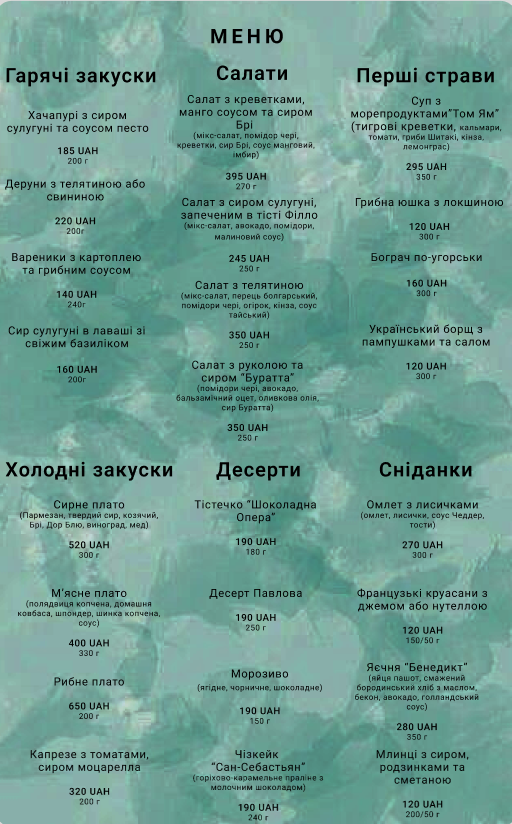 МЕНЮ
Гарячі закуски
Хачапурі з сиром
сулугуні та соусом песто
185 UAH
200 г
Деруни з телятиною або
свининою
220 UAH
200г
Вареники з картоплею
та грибним соусом
140 UAH
240г
Сир сулугуні в лаваші зі
свіжим базиліком
160 UAH
200г
Салати
Салат з креветками,
манго соусом та сиром
Брі
(мікс-салат, помідор чері,
креветки, сир Брі, соус манговий,
імбир)
395 UAH
270 г
Салат з сиром сулугуні,
запеченим в тісті Філло
(мікс-салат, авокадо, помідори,
малиновий соус)
245 UAH
250 г
Салат з телятиною
(мікс-салат, перець болгарський,
помідори чері, огірок, кінза, соус
тайський)
350 UAH
250 г
Салат з руколою та
сиром "Буратта"
(помідори чері, авокадо,
бальзамічний оцет, оливкова олія,
сир Буратта)
350 UAH
250 г
Перші страви
Суп з
морепродуктами"Том Ям"
(тигрові креветки, кальмари,
томати, гриби Шитакі, кінза,
лемонграс)
295 UAH
350 г
Грибна юшка з локшиною
120 UAH
300 г
Бограч по-угорськи
160 UAH
300 г
Український борщ з
пампушками та салом
120 UAH
300 г
Холодні закуски
Сирне плато
(Пармезан, твердий сир, козячий,
Брі, Дор Блю, виноград, мед)
520 UAH
300 г
М'ясне плато
(полядвиця копчена, домашня
ковбаса, шпондер, шинка копчена,
соус)
400 UAH
330 г
Рибне плато
650 UAH
200 г
Капрезе з томатами,
сиром моцарелла
320 UAH
200 г
Десерти
Тістечко "Шоколадна
Опера"
190 UAH
180 г
Десерт Павлова
190 UAH
250 г
Морозиво
(ягідне, чорничне, шоколадне)
190 UAH
150 г
Чізкейк
"Сан-Себастьян"
(горіхово-карамельне праліне з
молочним шоколадом)
190 UAH
240 г
Сніданки
Омлет з лисичками
(омлет, лисички, соус Чеддер,
тости)
270 UAH
300 г
Французькі круасани з
джемом або нутеллою
120 UAH
150/50 г
Яєчня "Бенедикт"
(яйця пашот, смажений
бородинський хліб з маслом,
бекон, авокадо, голландський
соус)
280 UAH
350 г
Млинці з сиром,
родзинками та
сметаною
120 UAH
200/50 г